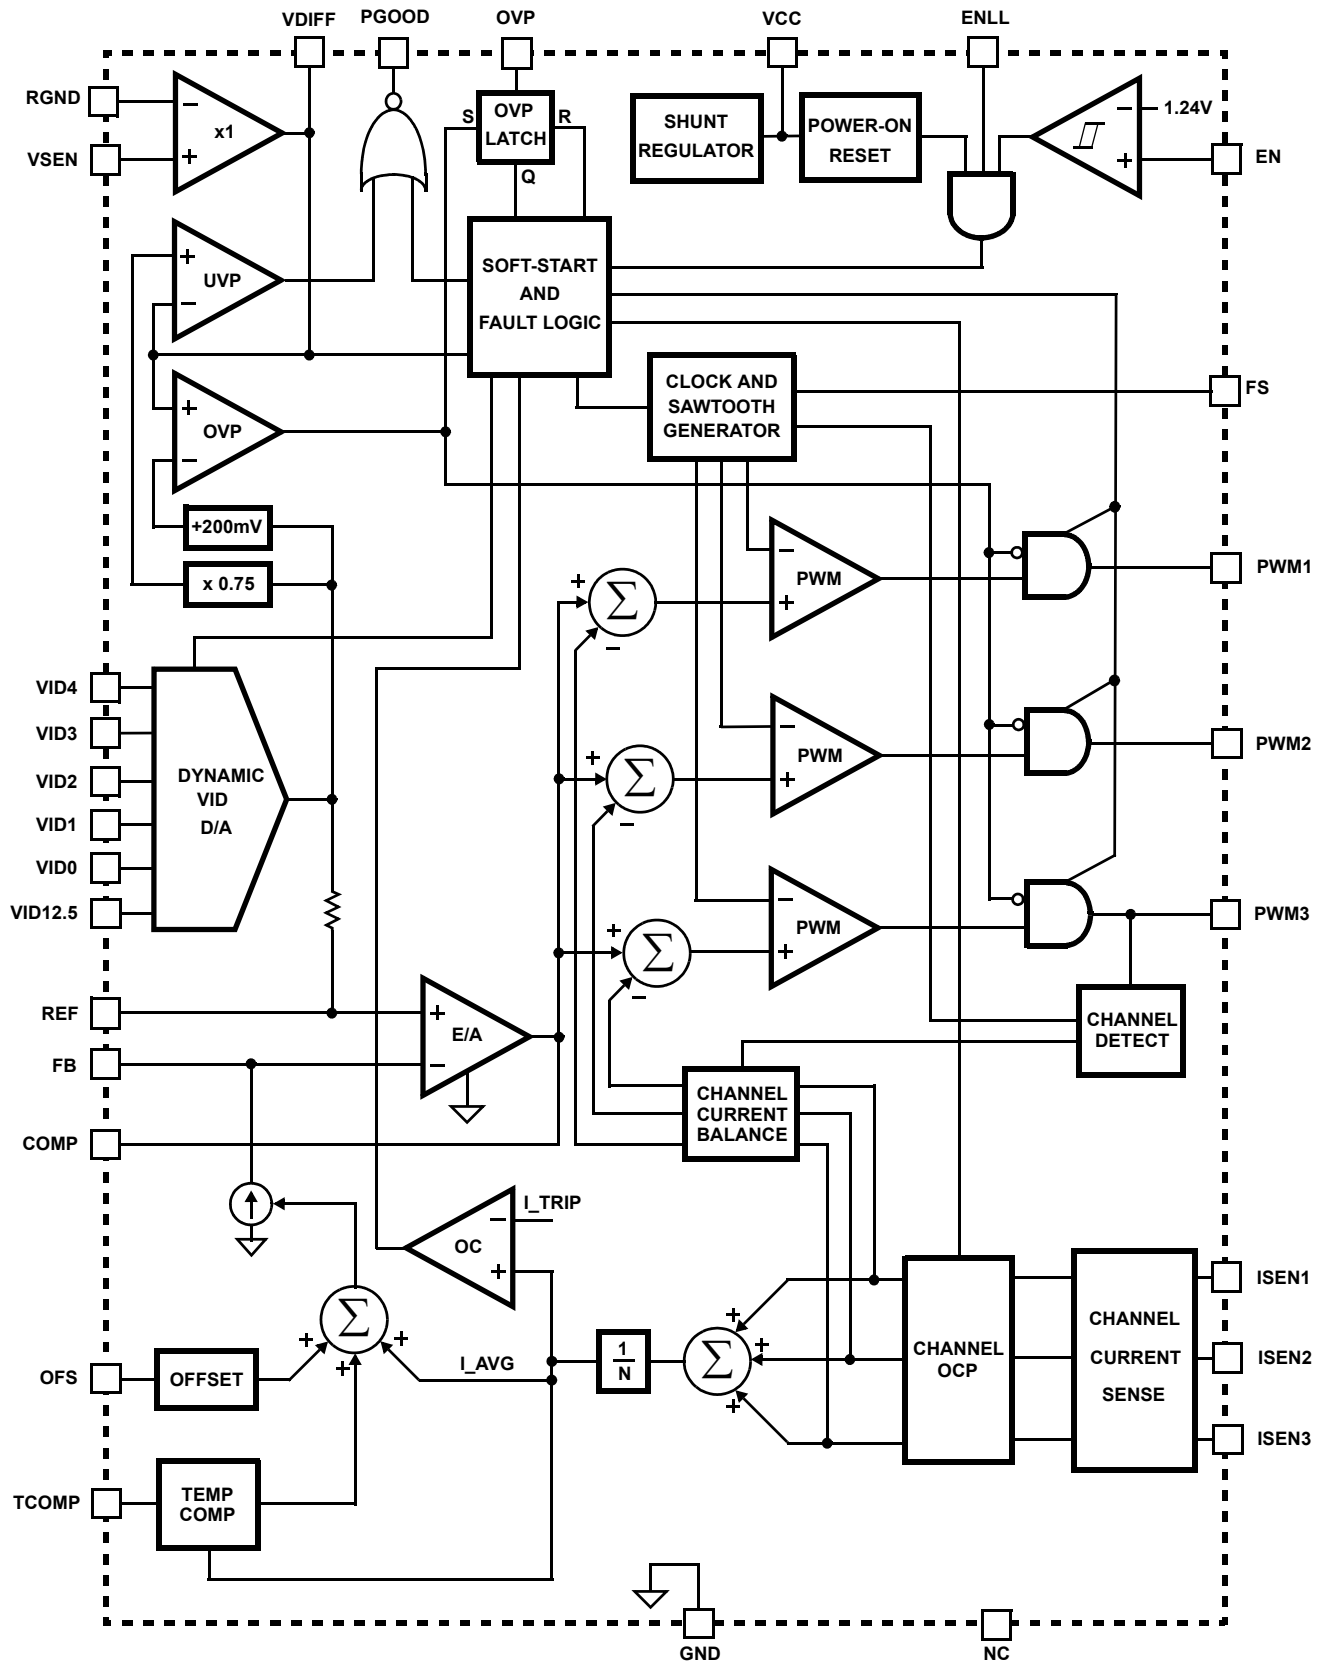 VDIFF
PGOOD
OVP
VCC
ENLL
RGND
VSEN
−
x1
+
S
OVP
LATCH
R
Q
SHUNT
REGULATOR
POWER-ON
RESET
−
1.24V
+
EN
+
UVP
−
SOFT-START
AND
FAULT LOGIC
+
OVP
−
CLOCK AND
SAWTOOTH
GENERATOR
FS
+200mV
x 0.75
+
Σ
−
−
PWM
+
PWM1
VID4
VID3
VID2
VID1
VID0
VID12.5
DYNAMIC
VID
D/A
+
Σ
−
−
PWM
+
PWM2
+
Σ
−
−
PWM
+
PWM3
REF
FB
COMP
+
E/A
−
CHANNEL
DETECT
CHANNEL
CURRENT
BALANCE
I_TRIP
−
OC
+
Σ
+
+
+
I_AVG
OFS
OFFSET
TCOMP
TEMP
COMP
1
N
+
Σ
+
+
CHANNEL
OCP
CHANNEL
CURRENT
SENSE
ISEN1
ISEN2
ISEN3
GND
NC